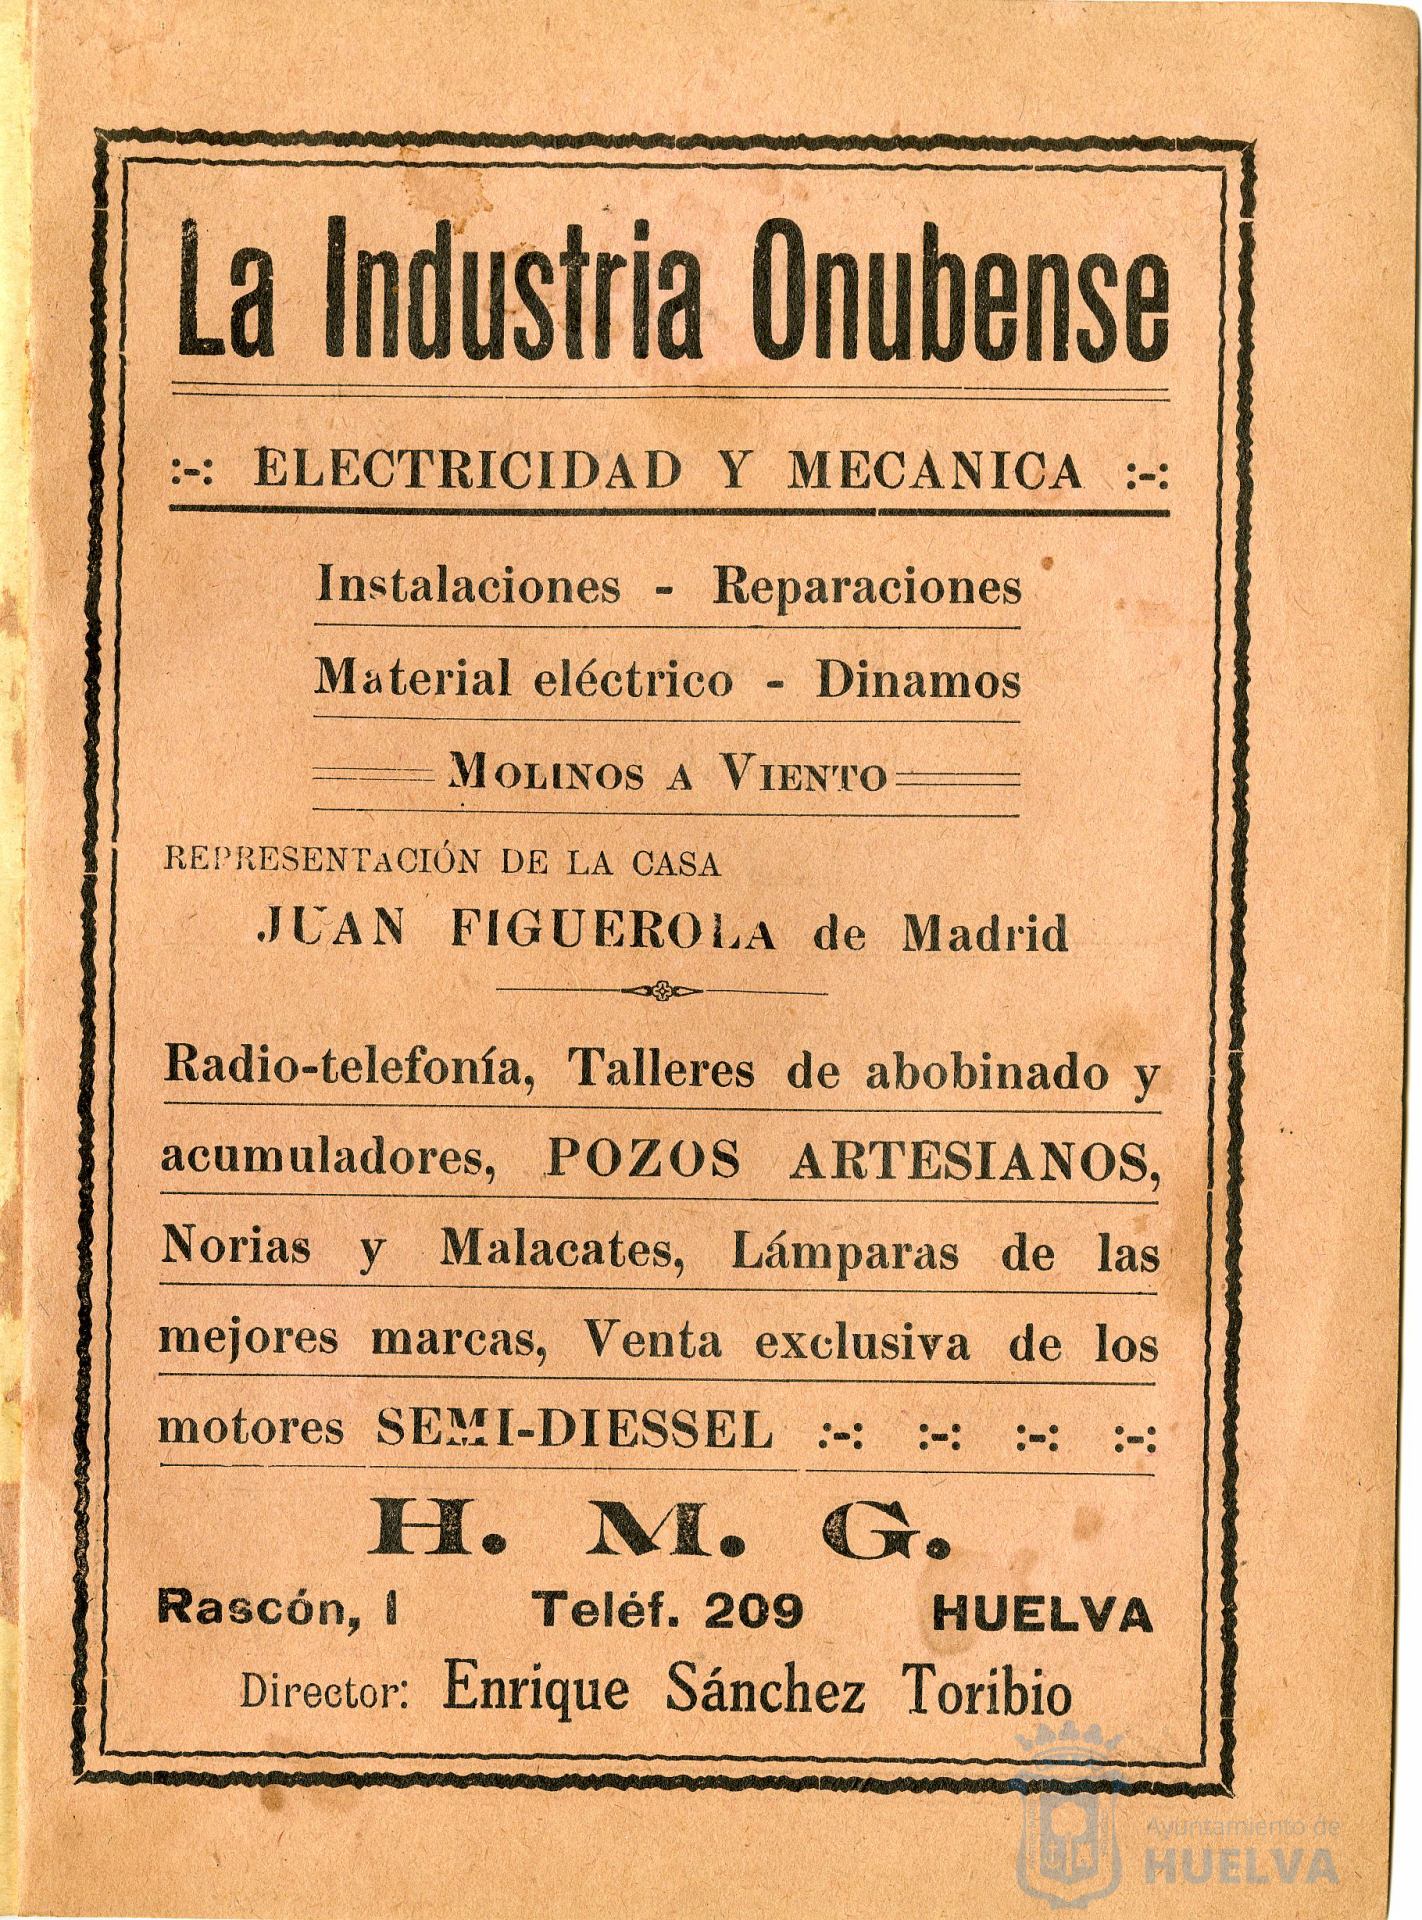 La Industria Onubense
:-: ELECTRICIDAD Y MECANICA :-:
Instalaciones - Reparaciones
Material eléctrico - Dinamos
MOLINOS A VIENTO
REPRESENTACIÓN DE LA CASA
JUAN FIGUEROLA de Madrid
Radio-telefonía, Talleres de abobinado y
acumuladores, POZOS ARTESIANOS,
Norias y Malacates, Lámparas de las
mejores marcas, Venta exclusiva de los
motores SEMI-DIESSEL :-: :-: :-: :-:
H. M. G.
Rascón, 1 Teléf. 209 HUELVA
Director: Enrique Sánchez Toribio
Ayuntamiento de
HUELVA